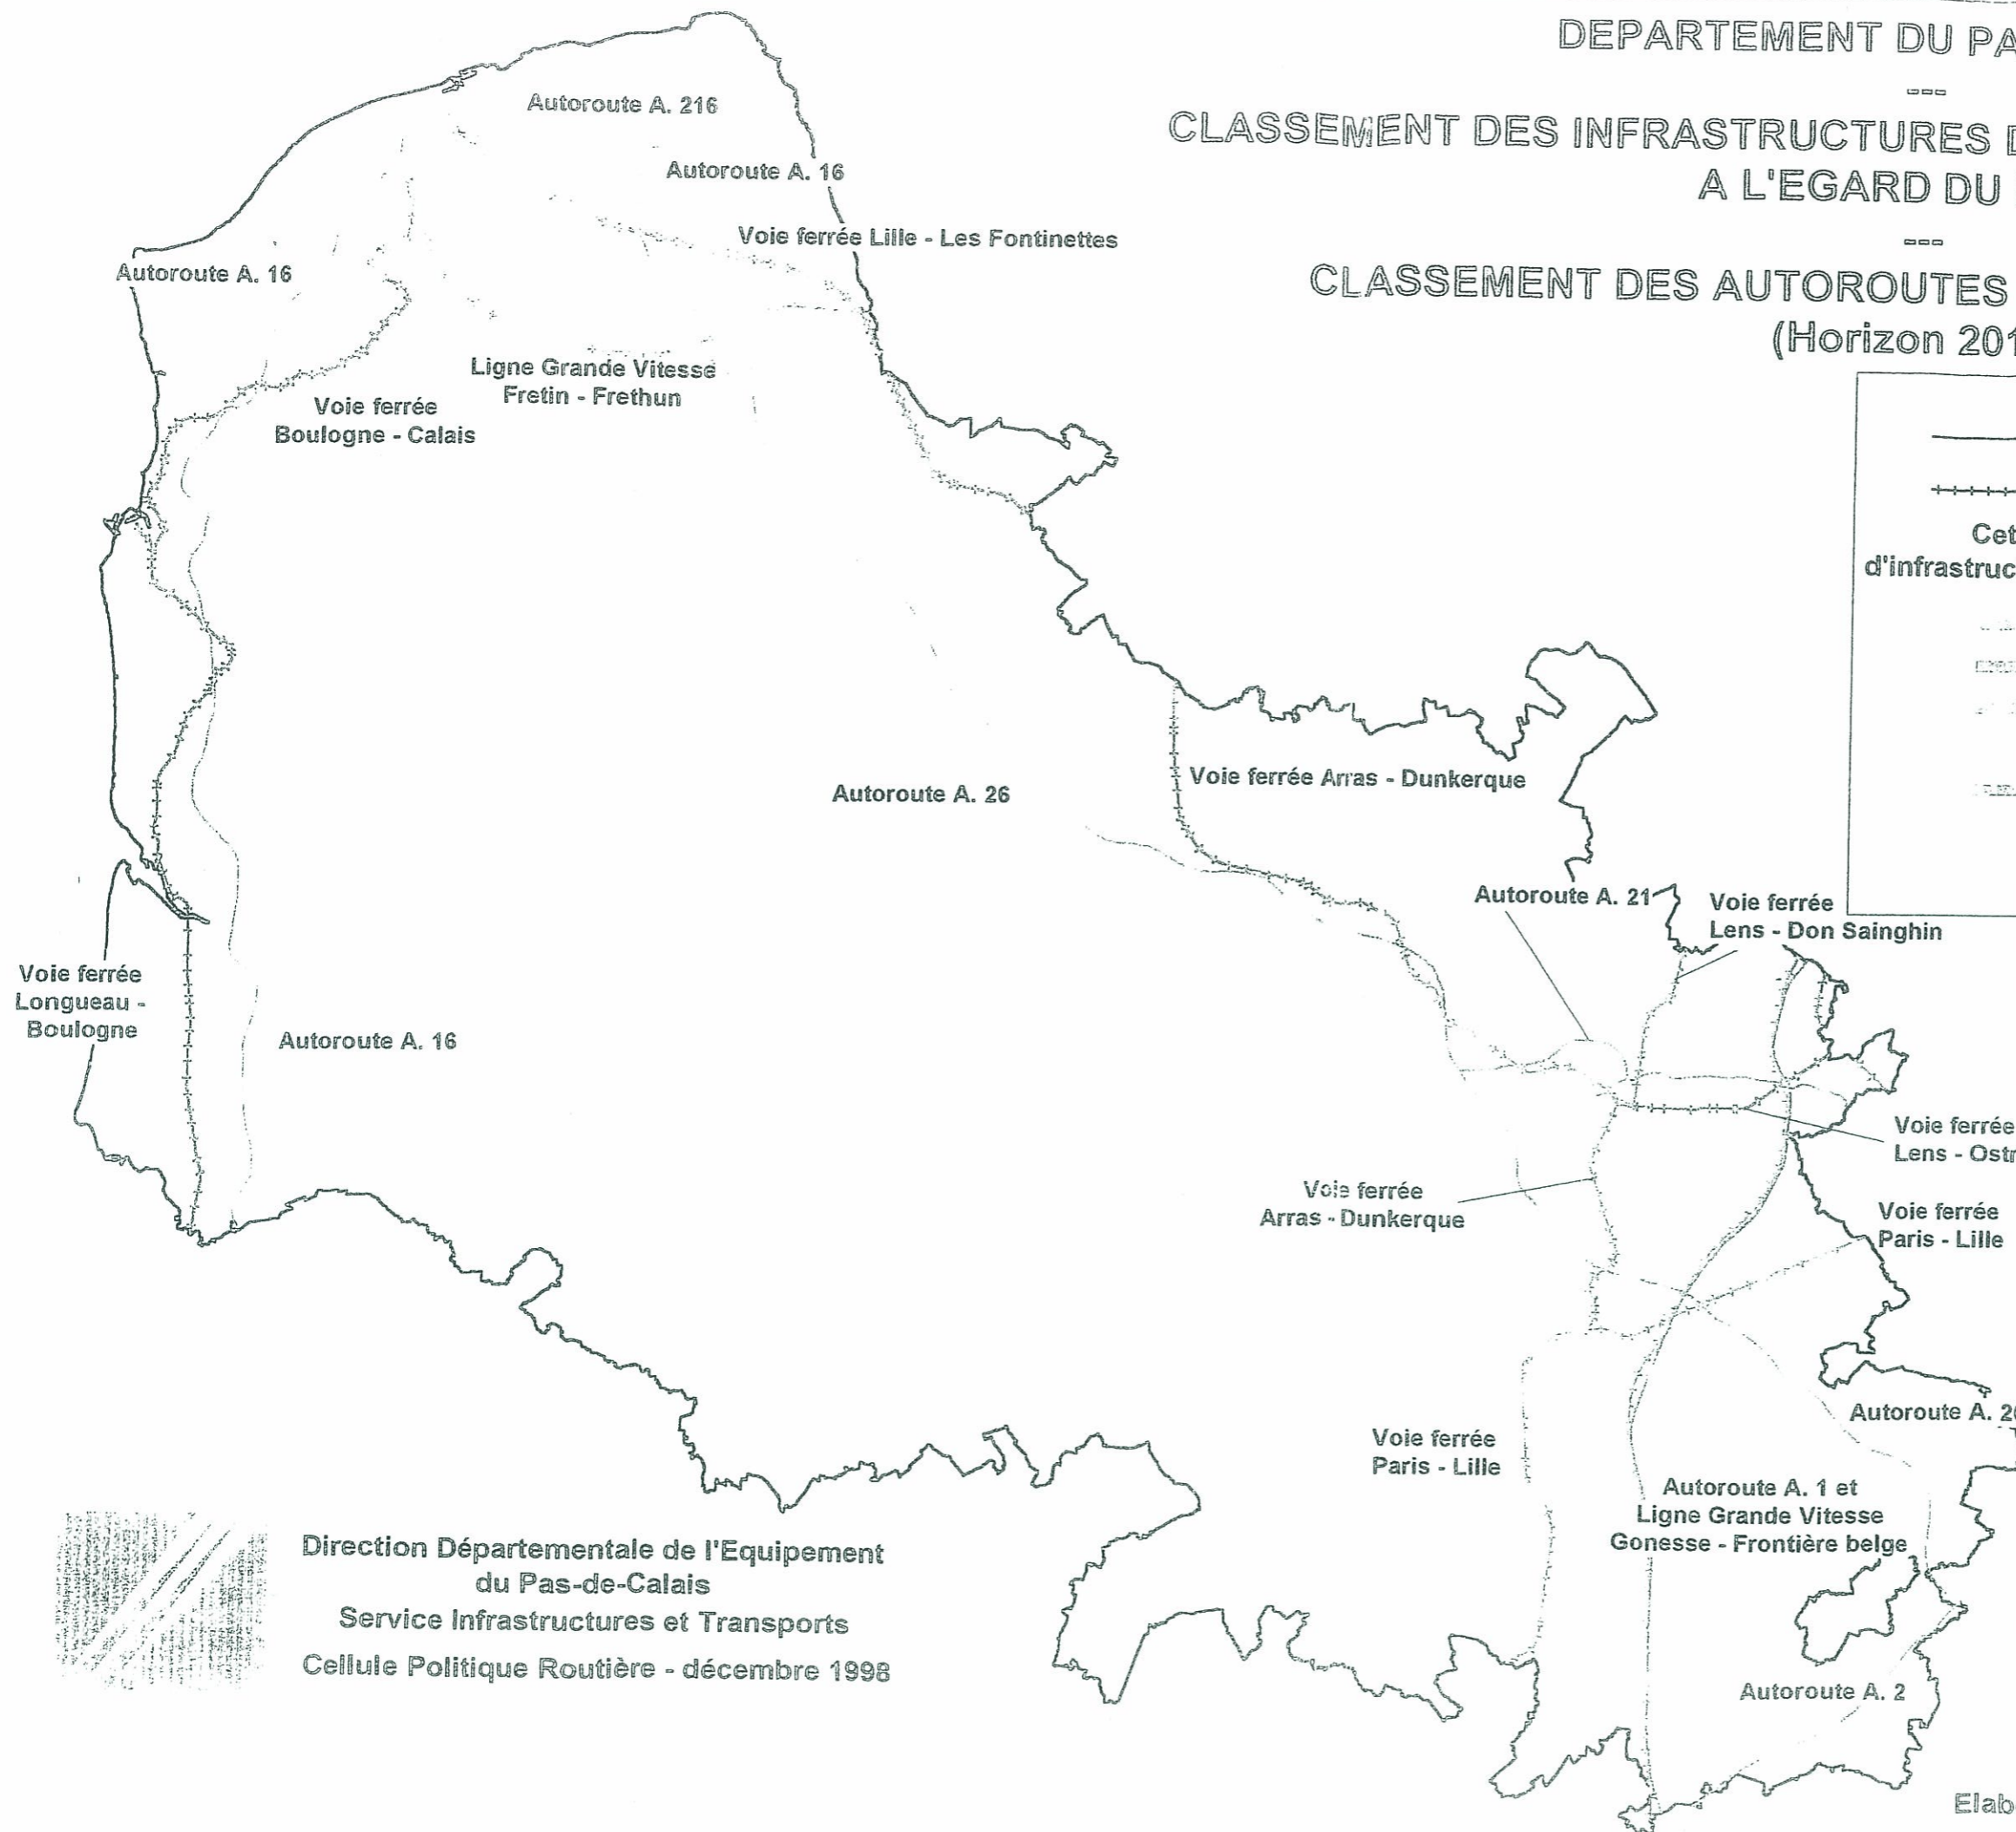 DEPARTEMENT DU PA
---
CLASSEMENT DES INFRASTRUCTURES D
A L'EGARD DU
---
CLASSEMENT DES AUTOROUTES
(Horizon 201
Cet
d'infrastruc
Autoroute A. 216
Autoroute A. 16
Voie ferrée Lille - Les Fontinettes
Autoroute A. 16
Ligne Grande Vitesse
Fretin - Frethun
Voie ferrée
Boulogne - Calais
Voie ferrée Arras - Dunkerque
Autoroute A. 26
Autoroute A. 21
Voie ferrée
Lens - Don Sainghin
Voie ferrée
Longueau -
Boulogne
Autoroute A. 16
Voie ferrée
Lens - Ostr
Voie ferrée
Arras - Dunkerque
Voie ferrée
Paris - Lille
Autoroute A. 2
Voie ferrée
Paris - Lille
Autoroute A. 1 et
Ligne Grande Vitesse
Gonesse - Frontière belge
Autoroute A. 2
Direction Départementale de l'Equipement
du Pas-de-Calais
Service Infrastructures et Transports
Cellule Politique Routière - décembre 1998
Elab